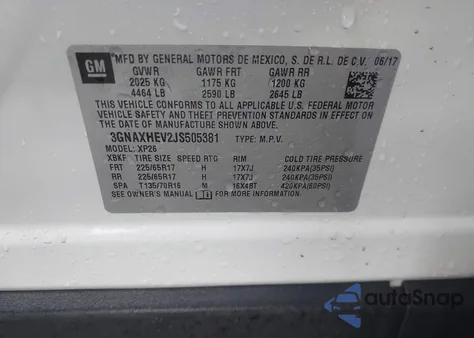 GM
MFD BY GENERAL MOTORS DE MEXICO, S. DE R.L. DE C.V. 06/17
GVWR GAWR FRT GAWR RR
2025 KG 1175 KG 1200 KG
4464 LB 2590 LB 2645 LB
THIS VEHICLE CONFORMS TO ALL APPLICABLE U.S. FEDERAL
MOTOR VEHICLE SAFETY, BUMPER, AND THEFT PREVENTION
STANDARDS IN EFFECT ON THE DATE OF MANUFACTURE SHOWN ABOVE.
3GNAXHEV2JS505381 TYPE: M.P.V.
MODEL: XP26
XBKF TIRE SIZE SPEED RTG RIM COLD TIRE PRESSURE
FRT 225/65R17 H 17X7J 240KPA(35PSI)
RR 225/65R17 H 17X7J 240KPA(35PSI)
SPA T135/70R16 M 16X4BT 420KPA(60PSI)
SEE OWNER'S MANUAL FOR MORE INFORMATION.
autoSnap